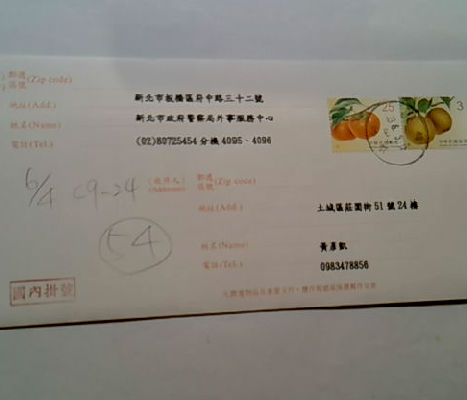 郵遞
區號 (Zip code)
地址(Add.) 新北市板橋區府中路三十二號
姓名(Name) 新北市政府警察局外事服務中心
電話(Tel.) (02)80725454分機4095、4096
25
3
6/4 C9-24
(收件人)
(Addressee)
郵遞
區號 (Zip code)
地址(Add.) 土城區莊園街51號24樓
54
姓名(Name) 黃彥凱
電話(Tel.) 0983478856
國內掛號